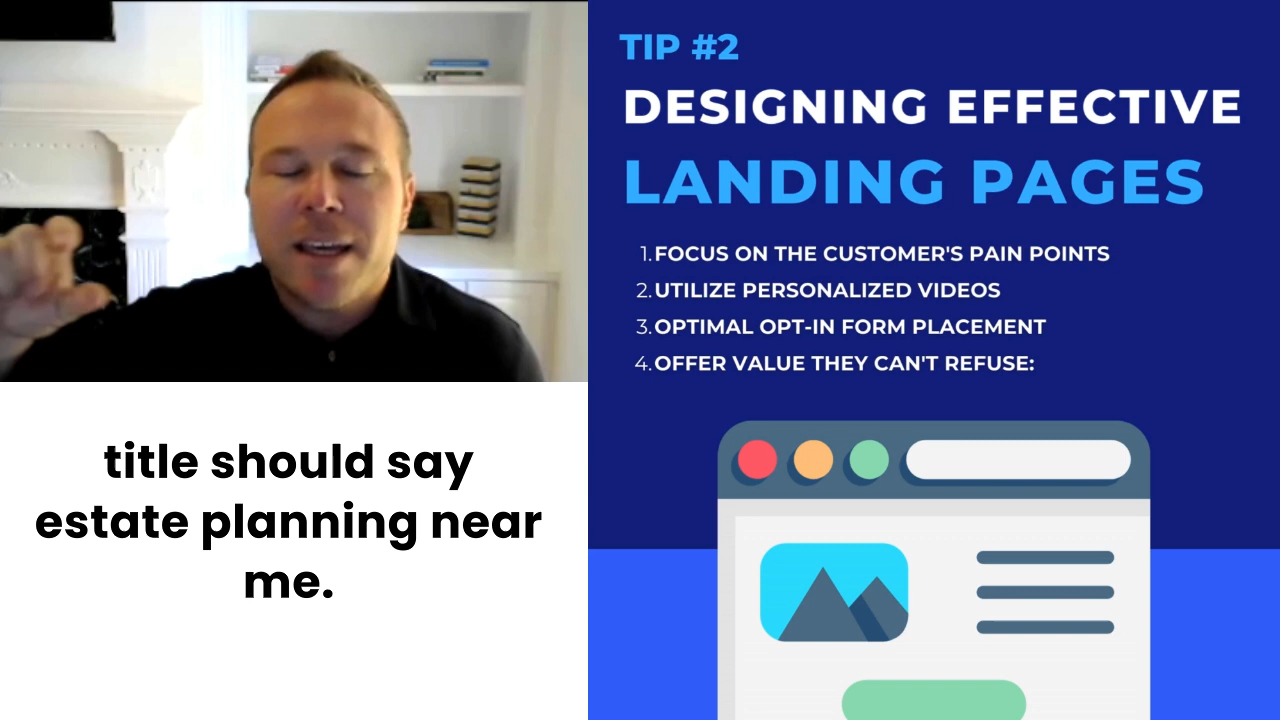 TIP #2
DESIGNING EFFECTIVE
LANDING PAGES
1. FOCUS ON THE CUSTOMER'S PAIN POINTS
2. UTILIZE PERSONALIZED VIDEOS
3. OPTIMAL OPT-IN FORM PLACEMENT
4. OFFER VALUE THEY CAN'T REFUSE:
title should say
estate planning near
me.